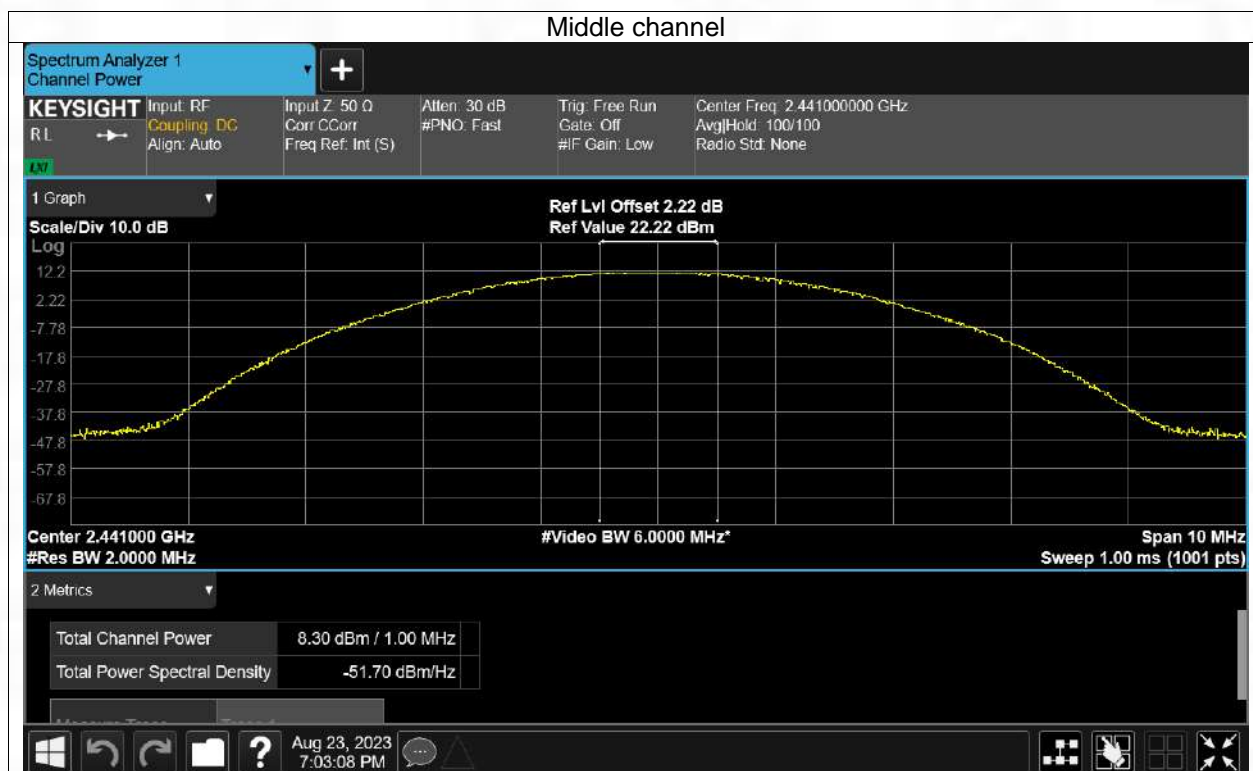 Middle channel
Spectrum Analyzer 1
Channel Power
+
KEYSIGHT
R L
LXI
Input: RF
Coupling: DC
Align: Auto
Input Z: 50 Ω
Corr CCorr
Freq Ref: Int (S)
Atten: 30 dB
#PNO: Fast
Trig: Free Run
Gate: Off
#IF Gain: Low
Center Freq: 2.441000000 GHz
Avg|Hold: 100/100
Radio Std: None
1 Graph
Scale/Div 10.0 dB
Ref Lvl Offset 2.22 dB
Ref Value 22.22 dBm
Log
12.2
2.22
-7.78
-17.8
-27.8
-37.8
-47.8
-57.8
-67.8
Center 2.441000 GHz
#Res BW 2.0000 MHz
#Video BW 6.0000 MHz*
Span 10 MHz
Sweep 1.00 ms (1001 pts)
2 Metrics
Total Channel Power 8.30 dBm / 1.00 MHz
Total Power Spectral Density -51.70 dBm/Hz
?
Aug 23, 2023
7:03:08 PM